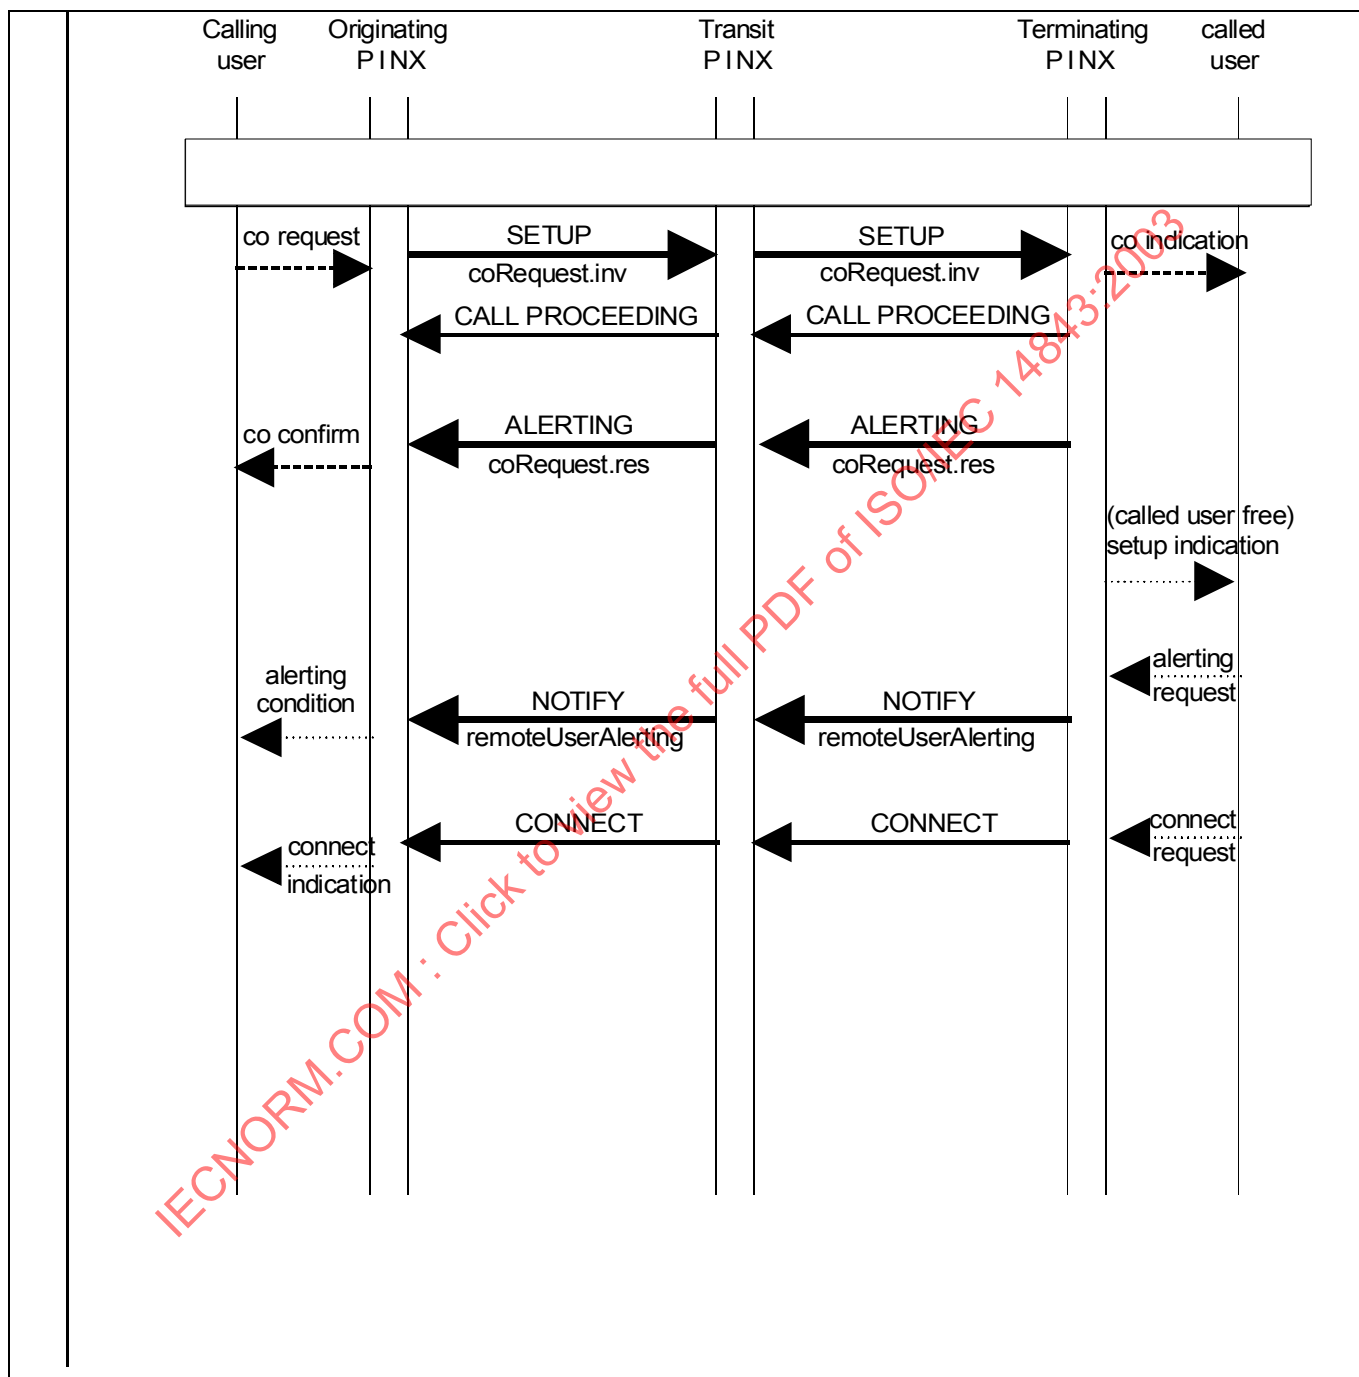 Calling
user
Originating
PINX
Transit
PINX
Terminating
PINX
called
user
co request
SETUP
coRequest.inv
SETUP
coRequest.inv
co indication
CALL PROCEEDING
CALL PROCEEDING
co confirm
ALERTING
coRequest.res
ALERTING
coRequest.res
(called user free)
setup indication
alerting
request
alerting
condition
NOTIFY
remoteUserAlerting
NOTIFY
remoteUserAlerting
connect
request
CONNECT
CONNECT
connect
indication
IECNORM.COM : Click to view the full PDF of ISO/IEC 14843:2003